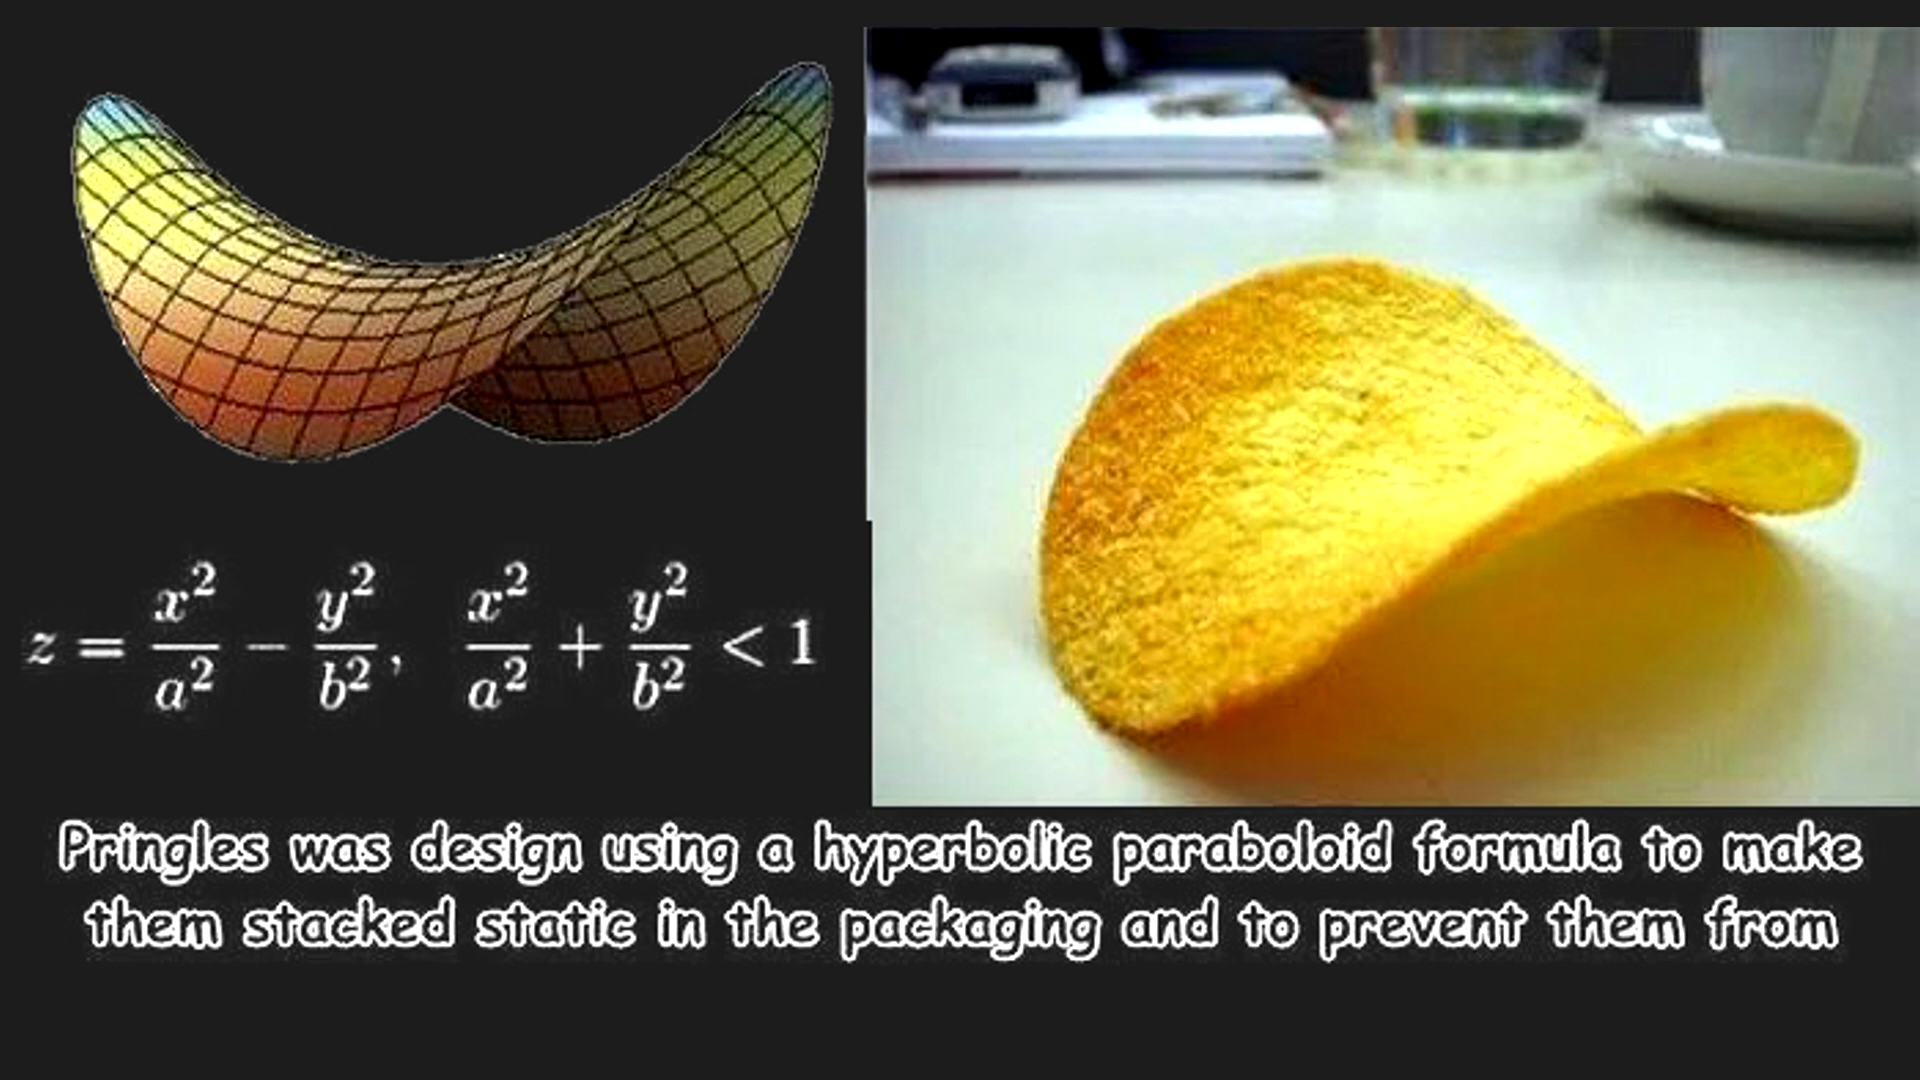 z = x²/a² − y²/b², x²/a² + y²/b² < 1
Pringles was design using a hyperbolic paraboloid formula to make
them stacked static in the packaging and to prevent them from